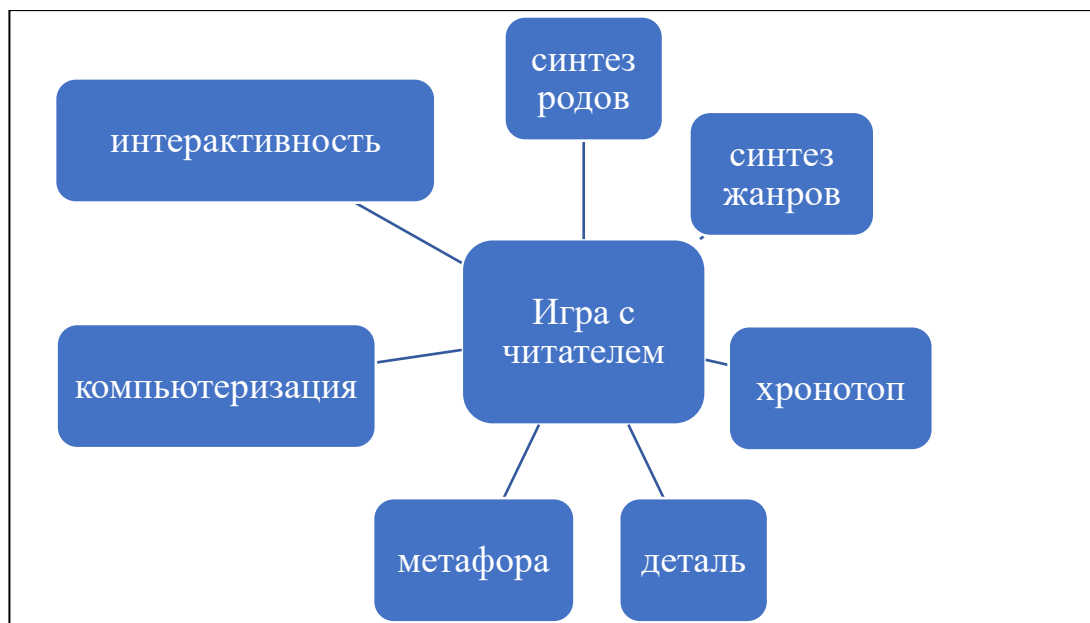 синтез
родов
интерактивность
синтез
жанров
Игра с
читателем
компьютеризация
хронотоп
метафора
деталь